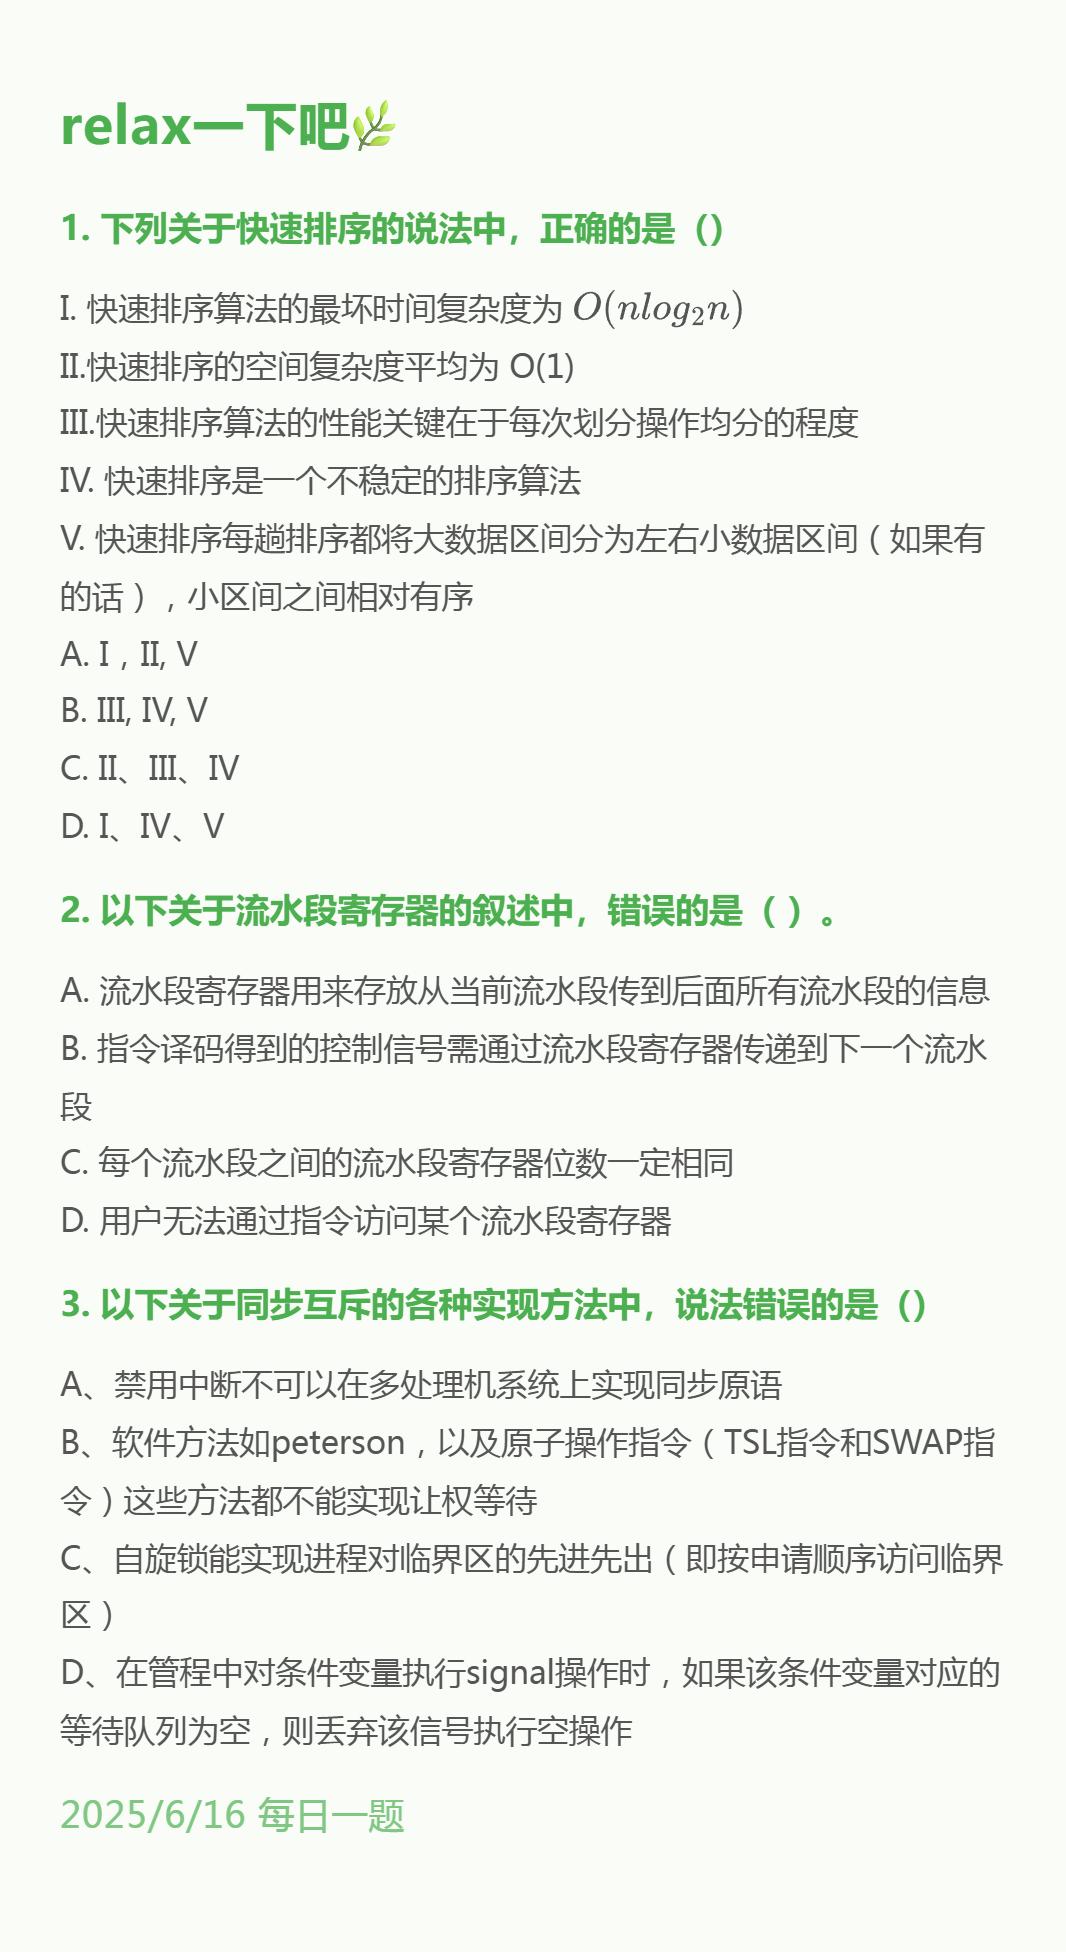 relax一下吧🌿
1. 下列关于快速排序的说法中，正确的是（）
I. 快速排序算法的最坏时间复杂度为 O(nlog₂n)
II.快速排序的空间复杂度平均为 O(1)
III.快速排序算法的性能关键在于每次划分操作均分的程度
IV. 快速排序是一个不稳定的排序算法
V. 快速排序每趟排序都将大数据区间分为左右小数据区间（如果有
的话），小区间之间相对有序
A. I，II, V
B. III, IV, V
C. II、III、IV
D. I、IV、V
2. 以下关于流水段寄存器的叙述中，错误的是（ ）。
A. 流水段寄存器用来存放从当前流水段传到后面所有流水段的信息
B. 指令译码得到的控制信号需通过流水段寄存器传递到下一个流水
段
C. 每个流水段之间的流水段寄存器位数一定相同
D. 用户无法通过指令访问某个流水段寄存器
3. 以下关于同步互斥的各种实现方法中，说法错误的是（）
A、禁用中断不可以在多处理机系统上实现同步原语
B、软件方法如peterson，以及原子操作指令（TSL指令和SWAP指
令）这些方法都不能实现让权等待
C、自旋锁能实现进程对临界区的先进先出（即按申请顺序访问临界
区）
D、在管程中对条件变量执行signal操作时，如果该条件变量对应的
等待队列为空，则丢弃该信号执行空操作
2025/6/16 每日一题